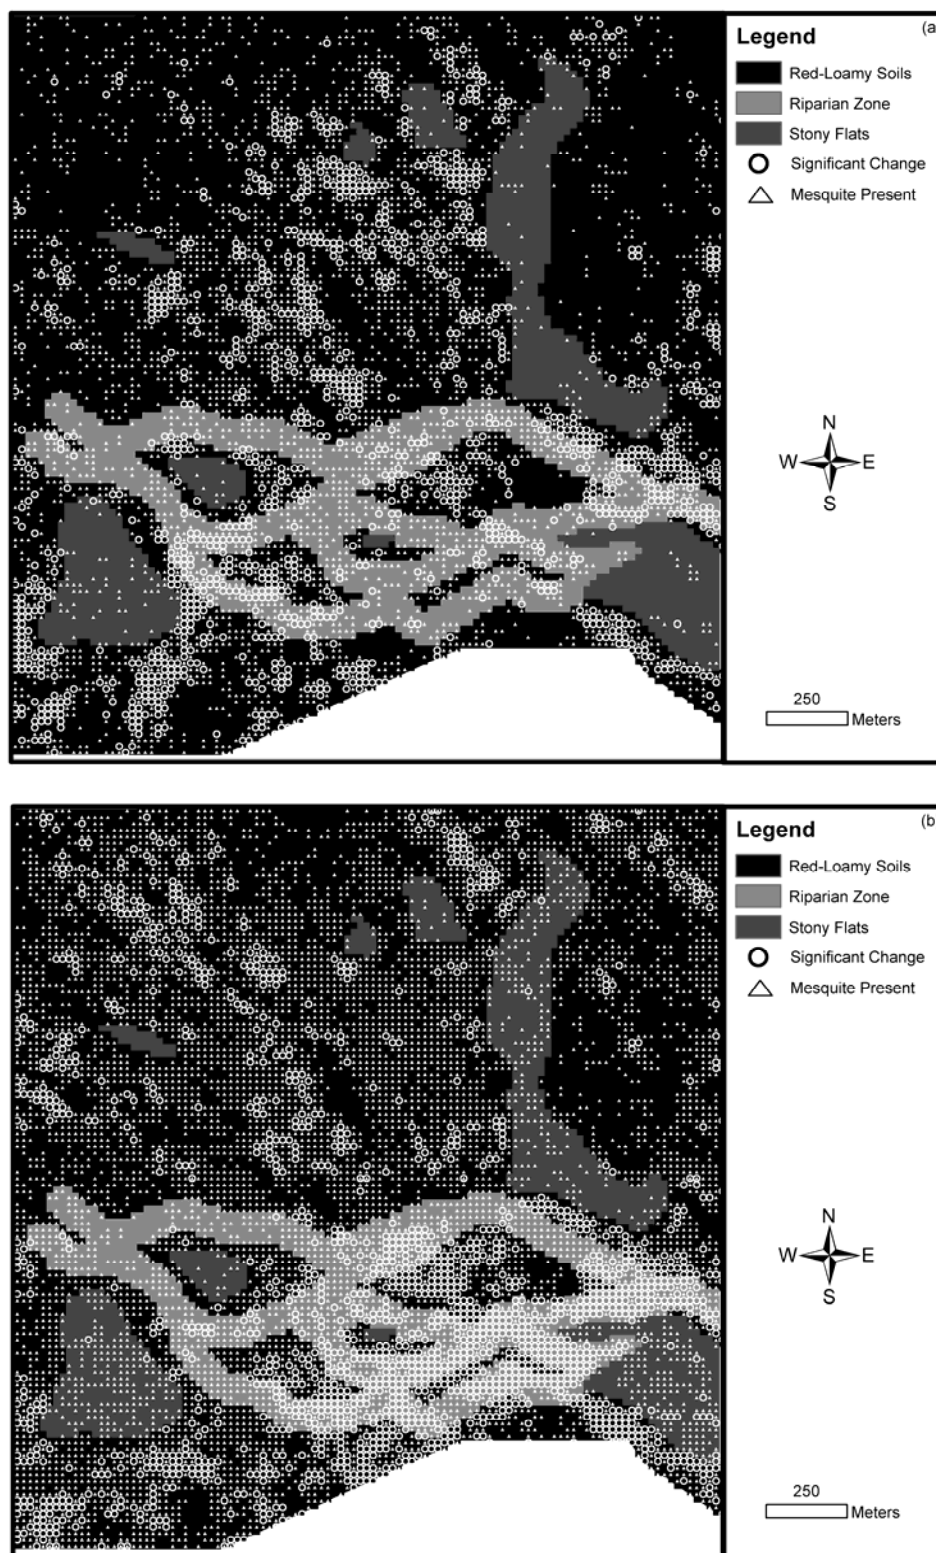 (a
Legend
Red-Loamy Soils
Riparian Zone
Stony Flats
Significant Change
Mesquite Present
N
W E
S
250
Meters
(b
Legend
Red-Loamy Soils
Riparian Zone
Stony Flats
Significant Change
Mesquite Present
N
W E
S
250
Meters